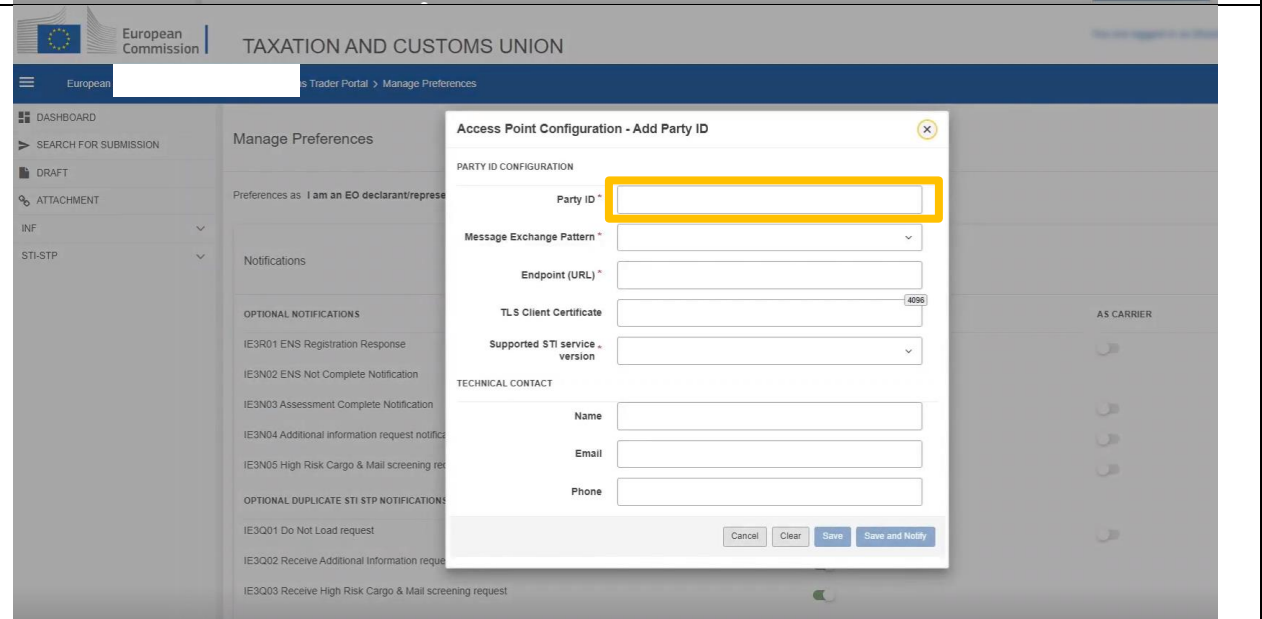 European
Commission
TAXATION AND CUSTOMS UNION
European
s Trader Portal > Manage Preferences
DASHBOARD
SEARCH FOR SUBMISSION
DRAFT
ATTACHMENT
INF
STI-STP
Manage Preferences
Preferences as I am an EO declarant/represe
Notifications
OPTIONAL NOTIFICATIONS
AS CARRIER
IE3R01 ENS Registration Response
IE3N02 ENS Not Complete Notification
IE3N03 Assessment Complete Notification
IE3N04 Additional information request notifica
IE3N05 High Risk Cargo & Mail screening rec
OPTIONAL DUPLICATE STI STP NOTIFICATIONS
IE3Q01 Do Not Load request
IE3Q02 Receive Additional Information reque
IE3Q03 Receive High Risk Cargo & Mail screening request
Access Point Configuration - Add Party ID
PARTY ID CONFIGURATION
Party ID *
Message Exchange Pattern *
Endpoint (URL) *
4096
TLS Client Certificate
Supported STI service *
version
TECHNICAL CONTACT
Name
Email
Phone
Cancel Clear Save Save and Notify